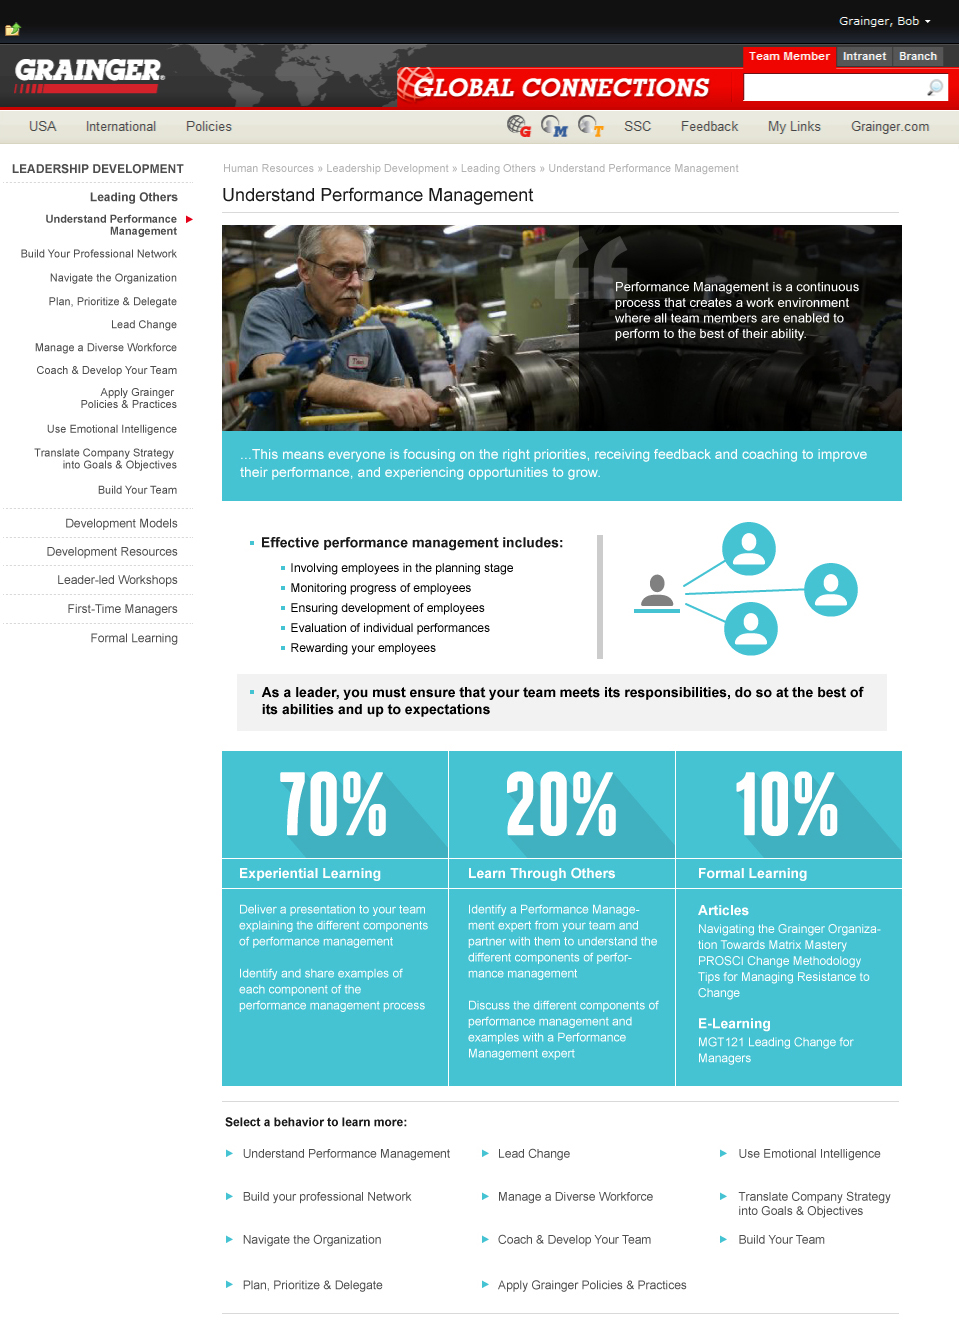 Grainger, Bob
Team Member Intranet Branch
GRAINGER
GLOBAL CONNECTIONS
USA International Policies G M T SSC Feedback My Links Grainger.com
LEADERSHIP DEVELOPMENT
Leading Others
Understand Performance
Management
Build Your Professional Network
Navigate the Organization
Plan, Prioritize & Delegate
Lead Change
Manage a Diverse Workforce
Coach & Develop Your Team
Apply Grainger
Policies & Practices
Use Emotional Intelligence
Translate Company Strategy
into Goals & Objectives
Build Your Team
Development Models
Development Resources
Leader-led Workshops
First-Time Managers
Formal Learning
Human Resources » Leadership Development » Leading Others » Understand Performance Management
Understand Performance Management
“
Performance Management is a continuous
process that creates a work environment
where all team members are enabled to
perform to the best of their ability.
...This means everyone is focusing on the right priorities, receiving feedback and coaching to improve
their performance, and experiencing opportunities to grow.
Effective performance management includes:
Involving employees in the planning stage
Monitoring progress of employees
Ensuring development of employees
Evaluation of individual performances
Rewarding your employees
As a leader, you must ensure that your team meets its responsibilities, do so at the best of
its abilities and up to expectations
70%
Experiential Learning
Deliver a presentation to your team
explaining the different components
of performance management
Identify and share examples of
each component of the
performance management process
20%
Learn Through Others
Identify a Performance Manage-
ment expert from your team and
partner with them to understand the
different components of perfor-
mance management
Discuss the different components of
performance management and
examples with a Performance
Management expert
10%
Formal Learning
Articles
Navigating the Grainger Organiza-
tion Towards Matrix Mastery
PROSCI Change Methodology
Tips for Managing Resistance to
Change
E-Learning
MGT121 Leading Change for
Managers
Select a behavior to learn more:
Understand Performance Management
Build your professional Network
Navigate the Organization
Plan, Prioritize & Delegate
Lead Change
Manage a Diverse Workforce
Coach & Develop Your Team
Apply Grainger Policies & Practices
Use Emotional Intelligence
Translate Company Strategy
into Goals & Objectives
Build Your Team